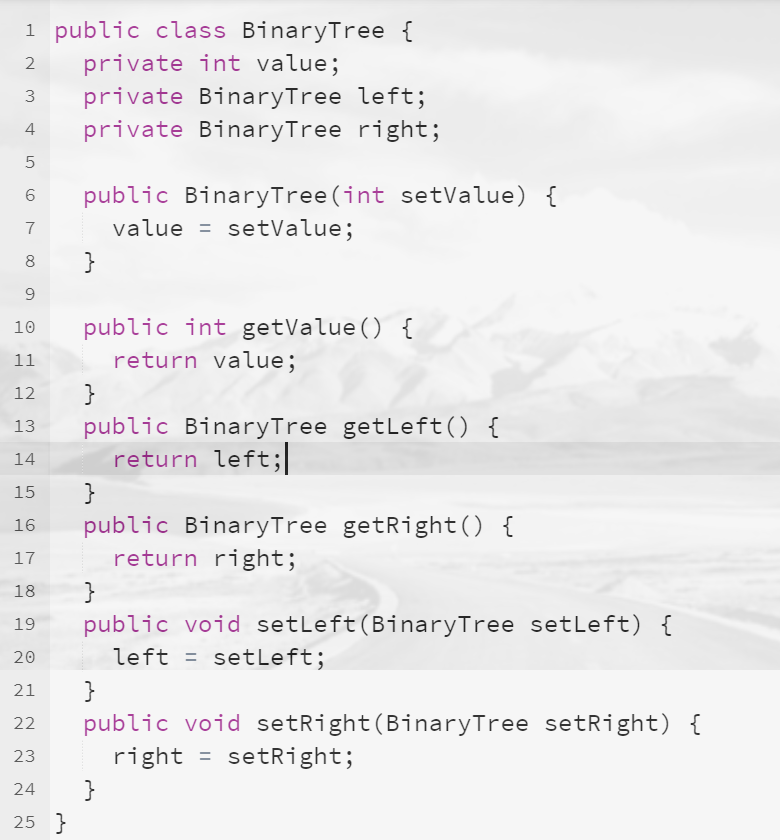 1 public class BinaryTree {
2   private int value;
3   private BinaryTree left;
4   private BinaryTree right;
5
6   public BinaryTree(int setValue) {
7     value = setValue;
8   }
9
10   public int getValue() {
11     return value;
12   }
13   public BinaryTree getLeft() {
14     return left;
15   }
16   public BinaryTree getRight() {
17     return right;
18   }
19   public void setLeft(BinaryTree setLeft) {
20     left = setLeft;
21   }
22   public void setRight(BinaryTree setRight) {
23     right = setRight;
24   }
25 }